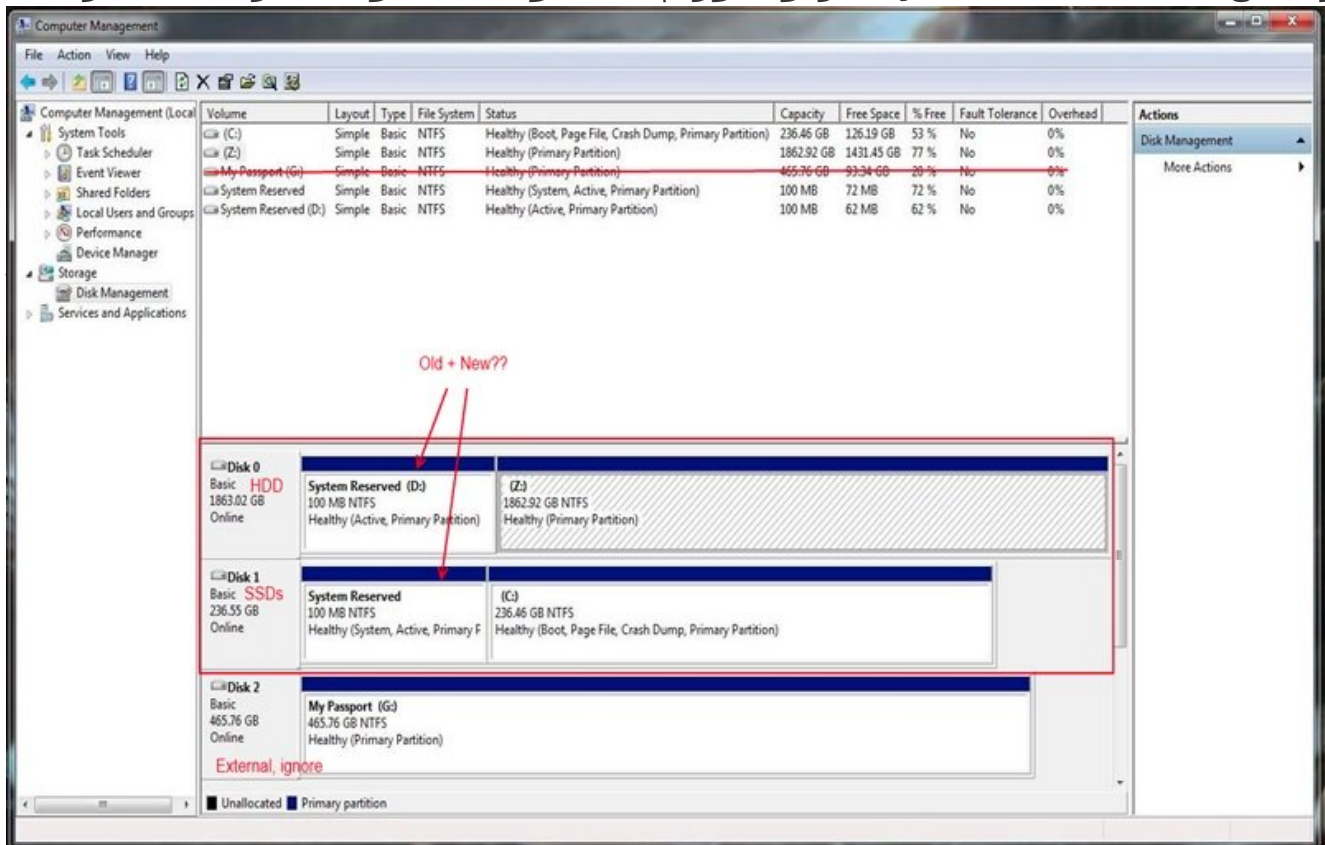 Computer Management
File Action View Help
Computer Management (Local
System Tools
Task Scheduler
Event Viewer
Shared Folders
Local Users and Groups
Performance
Device Manager
Storage
Disk Management
Services and Applications
Volume Layout Type File System Status Capacity Free Space % Free Fault Tolerance Overhead
(C:) Simple Basic NTFS Healthy (Boot, Page File, Crash Dump, Primary Partition) 236.46 GB 126.19 GB 53 % No 0%
(Z:) Simple Basic NTFS Healthy (Primary Partition) 1862.92 GB 1431.45 GB 77 % No 0%
My Passport (G:) Simple Basic NTFS Healthy (Primary Partition) 465.76 GB 93.34 GB 20 % No 0%
System Reserved Simple Basic NTFS Healthy (System, Active, Primary Partition) 100 MB 72 MB 72 % No 0%
System Reserved (D:) Simple Basic NTFS Healthy (Active, Primary Partition) 100 MB 62 MB 62 % No 0%
Actions
Disk Management
More Actions
Old + New??
Disk 0
Basic HDD
1863.02 GB
Online
System Reserved (D:)
100 MB NTFS
Healthy (Active, Primary Partition)
(Z:)
1862.92 GB NTFS
Healthy (Primary Partition)
Disk 1
Basic SSDs
236.55 GB
Online
System Reserved
100 MB NTFS
Healthy (System, Active, Primary P
(C:)
236.46 GB NTFS
Healthy (Boot, Page File, Crash Dump, Primary Partition)
Disk 2
Basic
465.76 GB
Online
My Passport (G:)
465.76 GB NTFS
Healthy (Primary Partition)
External, ignore
Unallocated Primary partition